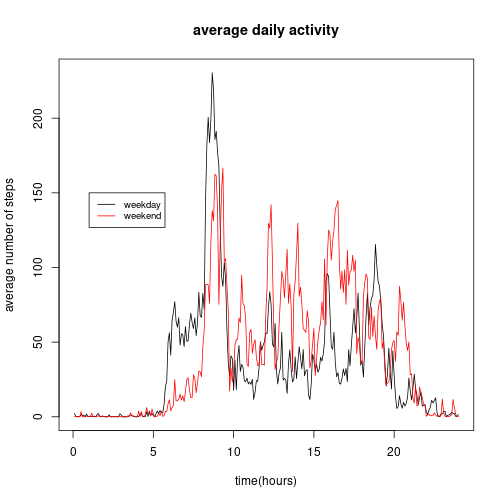 average daily activity
average number of steps
200
150
100
50
0
weekday
weekend
0 5 10 15 20
time(hours)